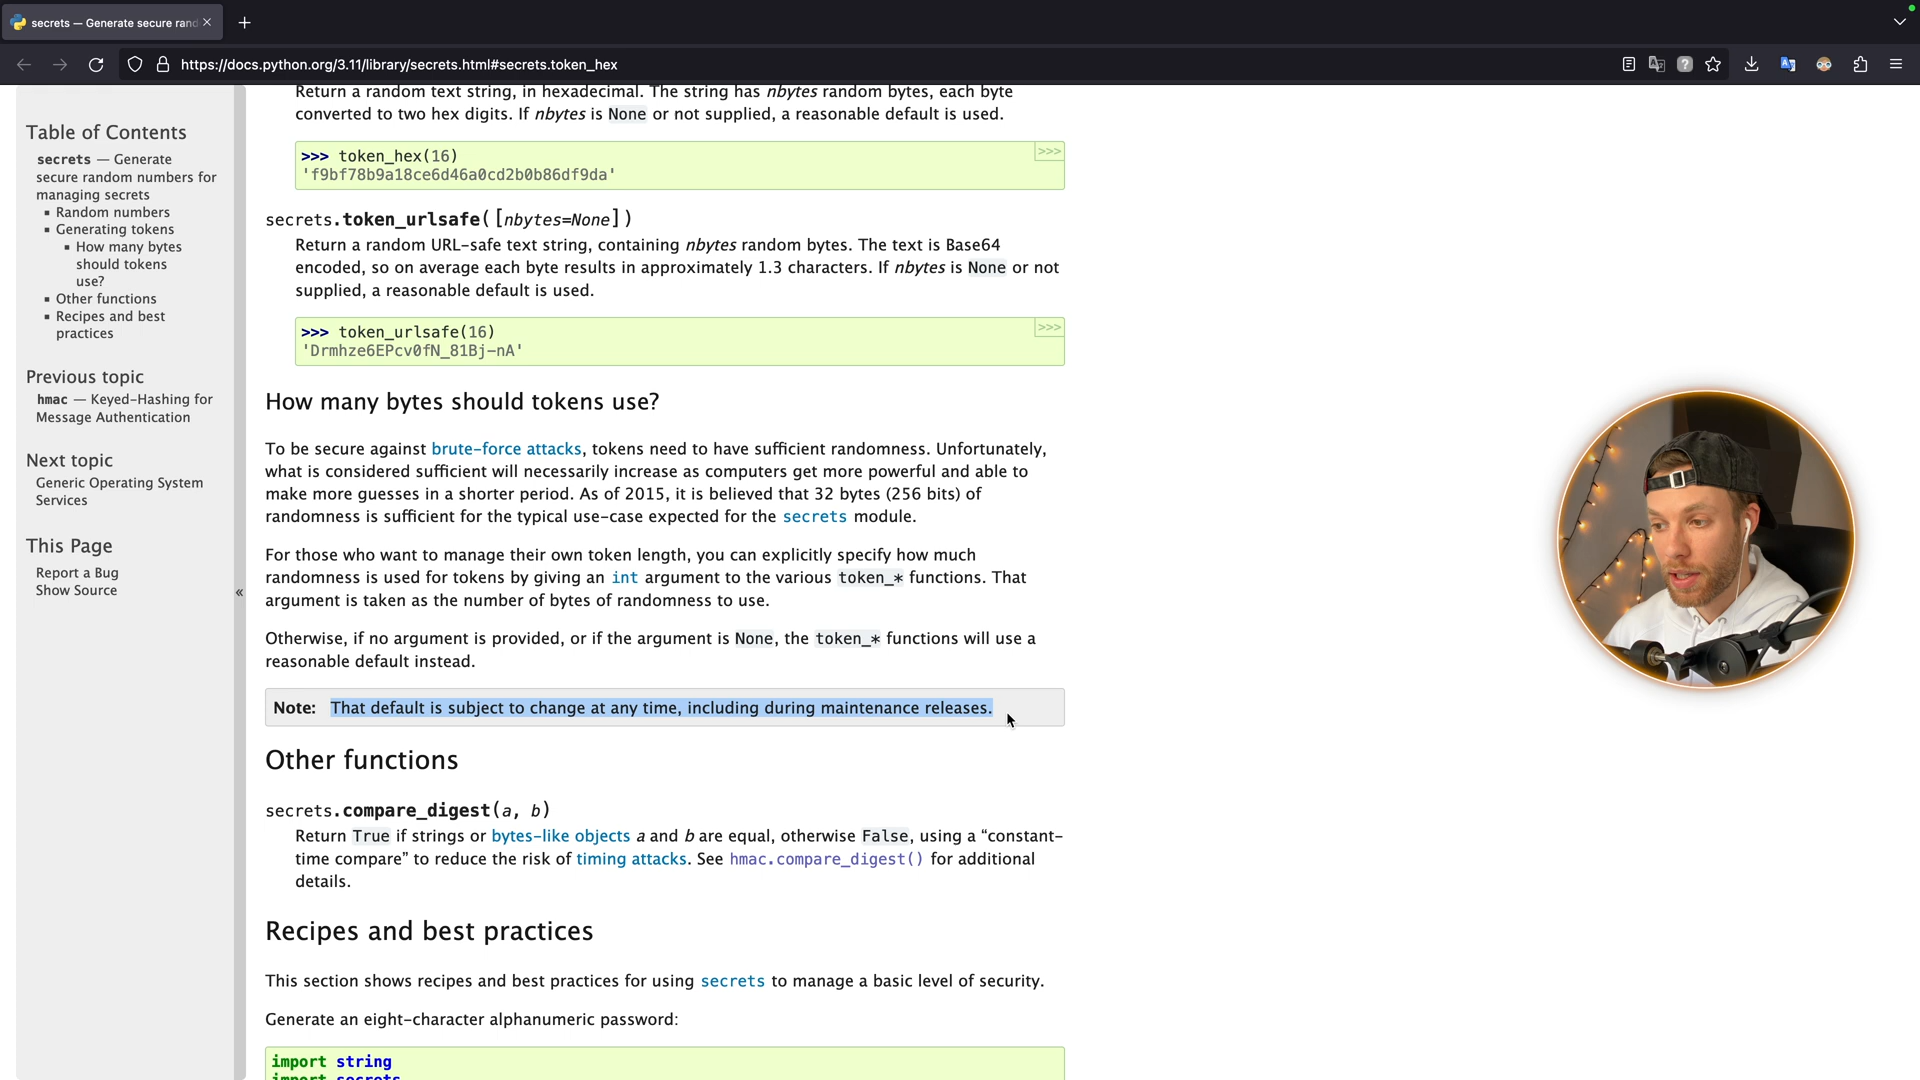 secrets — Generate secure ran
https://docs.python.org/3.11/library/secrets.html#secrets.token_hex
Table of Contents
secrets — Generate
secure random numbers for
managing secrets
Random numbers
Generating tokens
How many bytes
should tokens
use?
Other functions
Recipes and best
practices
Previous topic
hmac — Keyed-Hashing for
Message Authentication
Next topic
Generic Operating System
Services
This Page
Report a Bug
Show Source
«
Return a random text string, in hexadecimal. The string has nbytes random bytes, each byte
converted to two hex digits. If nbytes is None or not supplied, a reasonable default is used.
>>> token_hex(16)
>>>
'f9bf78b9a18ce6d46a0cd2b0b86df9da'
secrets.token_urlsafe([nbytes=None])
Return a random URL-safe text string, containing nbytes random bytes. The text is Base64
encoded, so on average each byte results in approximately 1.3 characters. If nbytes is None or not
supplied, a reasonable default is used.
>>> token_urlsafe(16)
>>>
'Drmhze6EPcv0fN_81Bj-nA'
How many bytes should tokens use?
To be secure against brute-force attacks, tokens need to have sufficient randomness. Unfortunately,
what is considered sufficient will necessarily increase as computers get more powerful and able to
make more guesses in a shorter period. As of 2015, it is believed that 32 bytes (256 bits) of
randomness is sufficient for the typical use-case expected for the secrets module.
For those who want to manage their own token length, you can explicitly specify how much
randomness is used for tokens by giving an int argument to the various token_* functions. That
argument is taken as the number of bytes of randomness to use.
Otherwise, if no argument is provided, or if the argument is None, the token_* functions will use a
reasonable default instead.
Note: That default is subject to change at any time, including during maintenance releases.
Other functions
secrets.compare_digest(a, b)
Return True if strings or bytes-like objects a and b are equal, otherwise False, using a “constant-
time compare” to reduce the risk of timing attacks. See hmac.compare_digest() for additional
details.
Recipes and best practices
This section shows recipes and best practices for using secrets to manage a basic level of security.
Generate an eight-character alphanumeric password:
import string
import secrets